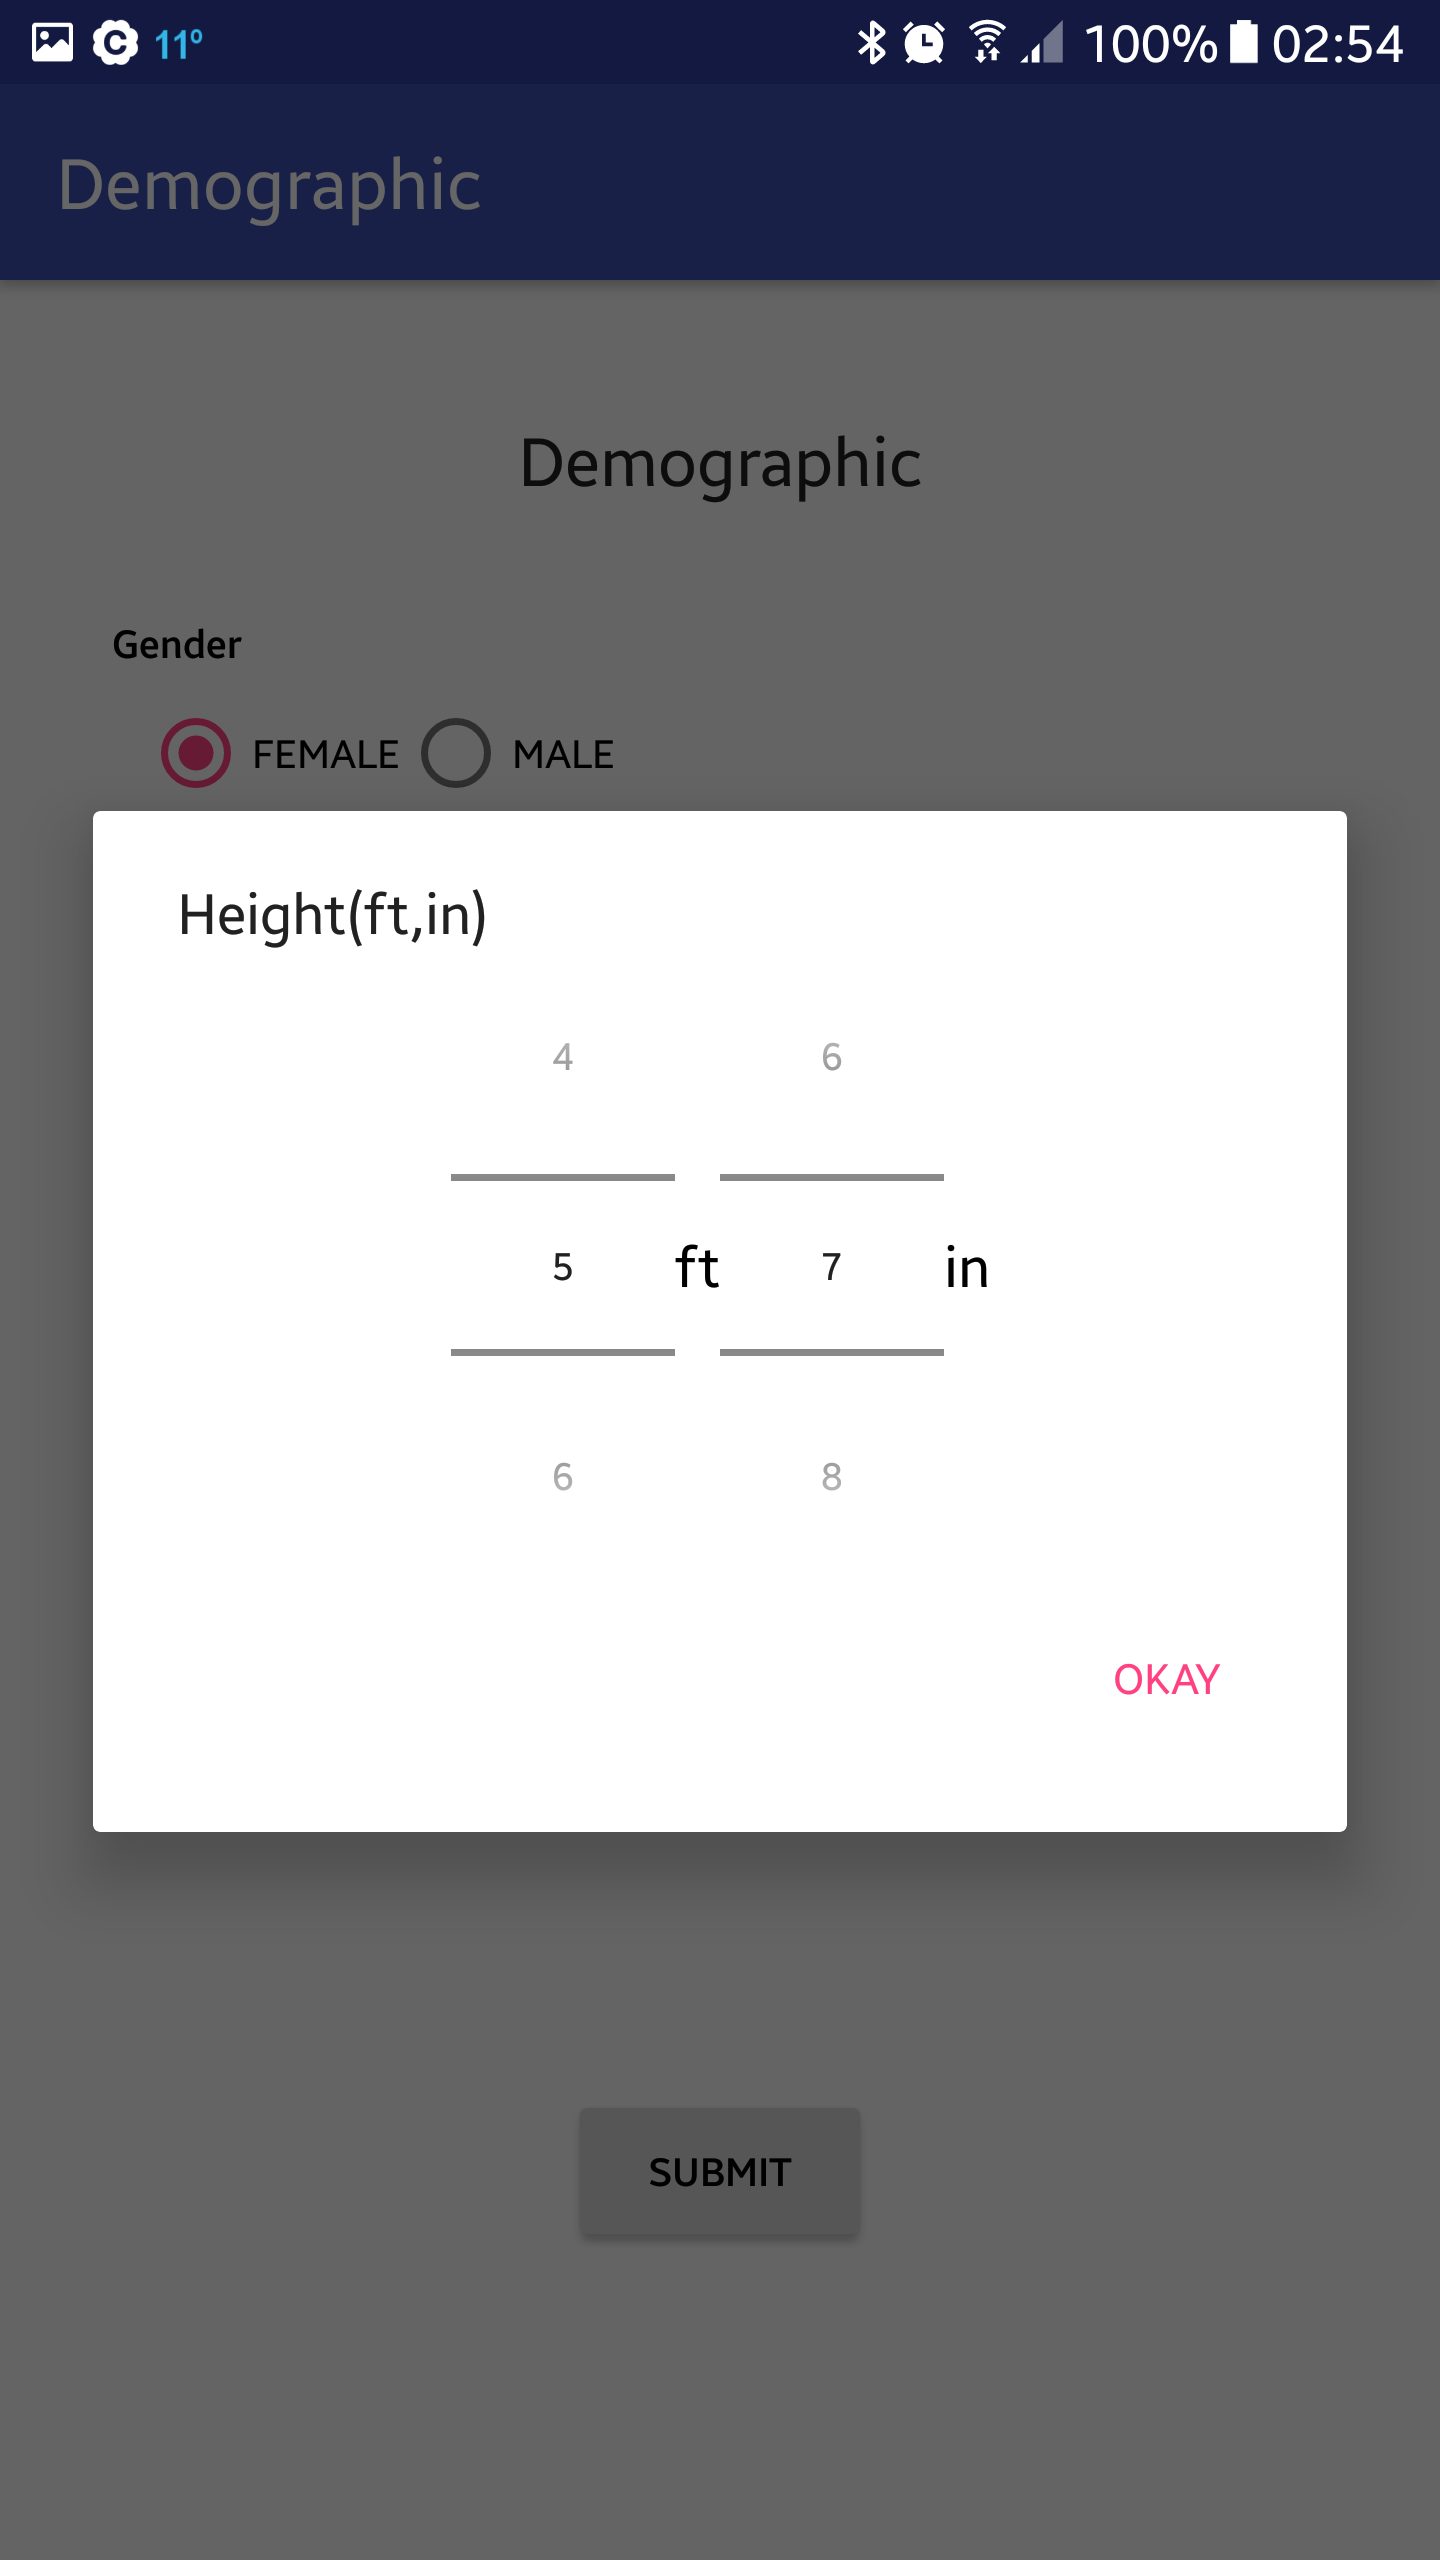 11° 100% 02:54
Demographic
Demographic
Gender
FEMALE MALE
Height(ft,in)
4 6
5 ft 7 in
6 8
OKAY
SUBMIT